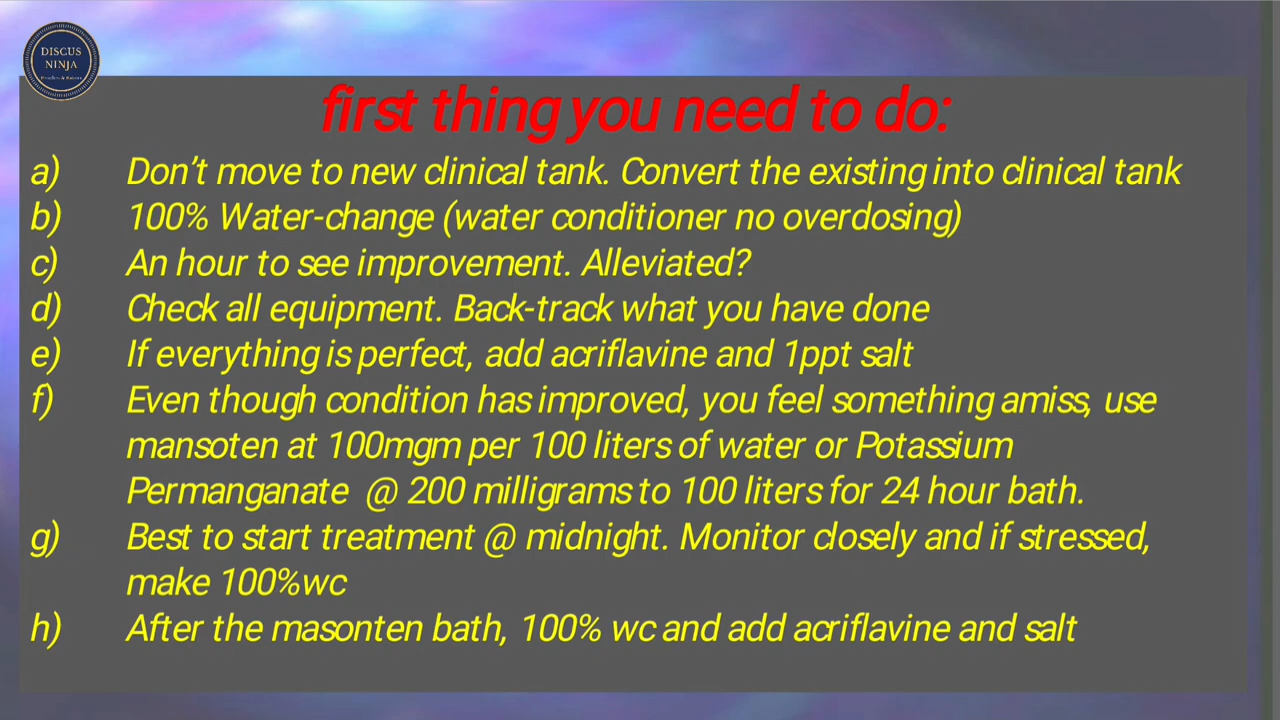 DISCUS
NINJA
first thing you need to do:
a) Don't move to new clinical tank. Convert the existing into clinical tank
b) 100% Water-change (water conditioner no overdosing)
c) An hour to see improvement. Alleviated?
d) Check all equipment. Back-track what you have done
e) If everything is perfect, add acriflavine and 1ppt salt
f) Even though condition has improved, you feel something amiss, use
mansoten at 100mgm per 100 liters of water or Potassium
Permanganate @ 200 milligrams to 100 liters for 24 hour bath.
g) Best to start treatment @ midnight. Monitor closely and if stressed,
make 100%wc
h) After the masonten bath, 100% wc and add acriflavine and salt